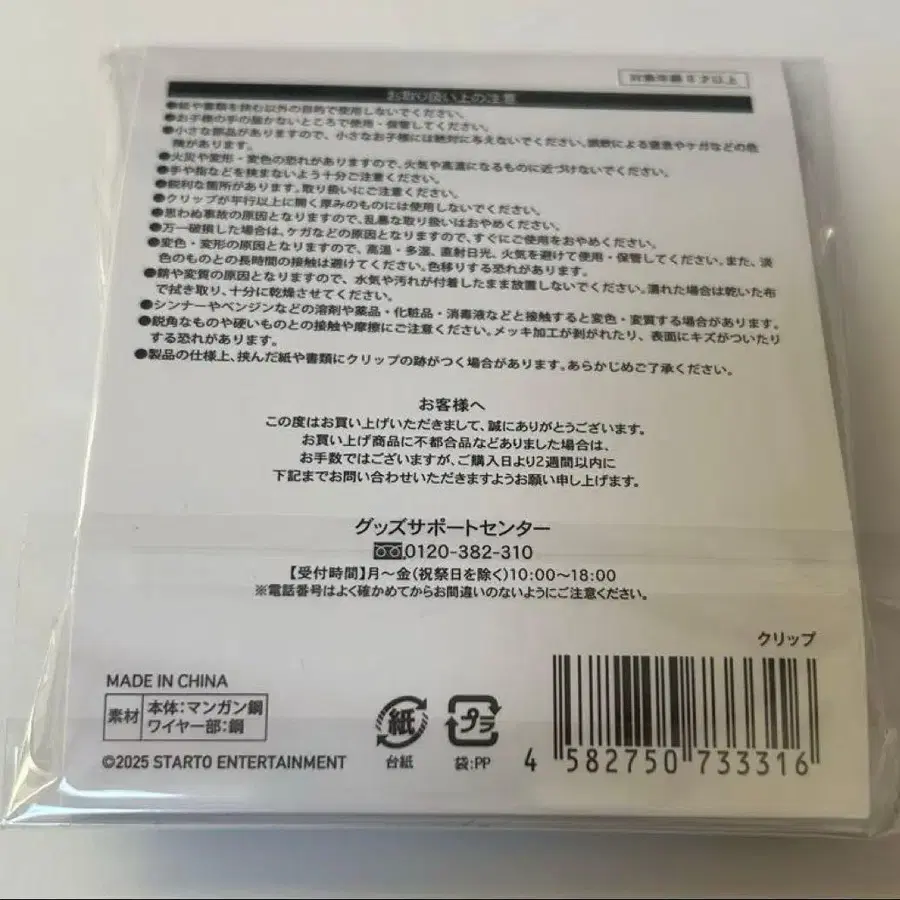 対象年齢8才以上
お取り扱い上の注意
●紙や書類を挟む以外の目的で使用しないでください。
●お子様の手の届かないところで使用・保管してください。
●小さな部品がありますので、小さなお子様には絶対に与えないでください。誤飲による窒息やケガなどの危
険があります。
●火災や変形・変色の恐れがありますので、火気や高温になるものに近づけないでください。
●手や指などを挟まないよう十分ご注意ください。
●鋭利な箇所があります。取り扱いにご注意ください。
●クリップが平行以上に開く厚みのものには使用しないでください。
●思わぬ事故の原因となりますので、乱暴な取り扱いはおやめください。
●万一破損した場合は、ケガなどの原因となりますので、すぐにご使用をおやめください。
●変色・変形の原因となりますので、高温・多湿、直射日光、火気を避けて使用・保管してください。また、淡
色のものとの長時間の接触は避けてください。色移りする恐れがあります。
●錆や変質の原因となりますので、水気や汚れが付着したまま放置しないでください。濡れた場合は乾いた布
で拭き取り、十分に乾燥させてください。
●シンナーやベンジンなどの溶剤や薬品・化粧品・消毒液などと接触すると変色・変質する場合があります。
●鋭角なものや硬いものとの接触や摩擦にご注意ください。メッキ加工が剥がれたり、表面にキズがついたり
する恐れがあります。
●製品の仕様上、挟んだ紙や書類にクリップの跡がつく場合があります。あらかじめご了承ください。
お客様へ
この度はお買い上げいただきまして、誠にありがとうございます。
お買い上げ商品に不都合品などありました場合は、
お手数ではございますが、ご購入日より2週間以内に
下記までお問い合わせいただきますようお願い申し上げます。
グッズサポートセンター
0120-382-310
【受付時間】月〜金(祝祭日を除く)10:00〜18:00
※電話番号はよく確かめてからお間違いのないようにご注意ください。
クリップ
MADE IN CHINA
素材 本体:マンガン鋼
ワイヤー部:鋼
紙
台紙
プラ
袋:PP
©2025 STARTO ENTERTAINMENT
4 582750 733316